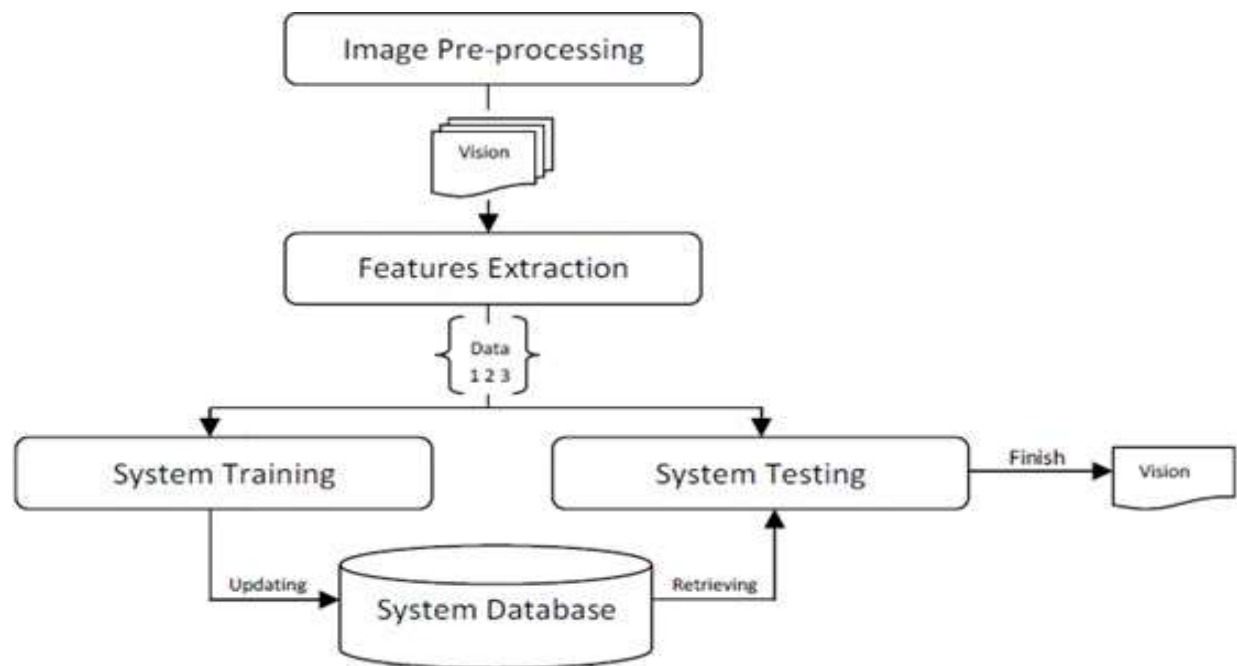 Image Pre-processing
Vision
Features Extraction
Data
1 2 3
System Training
System Testing
Finish
Vision
Updating
System Database
Retrieving